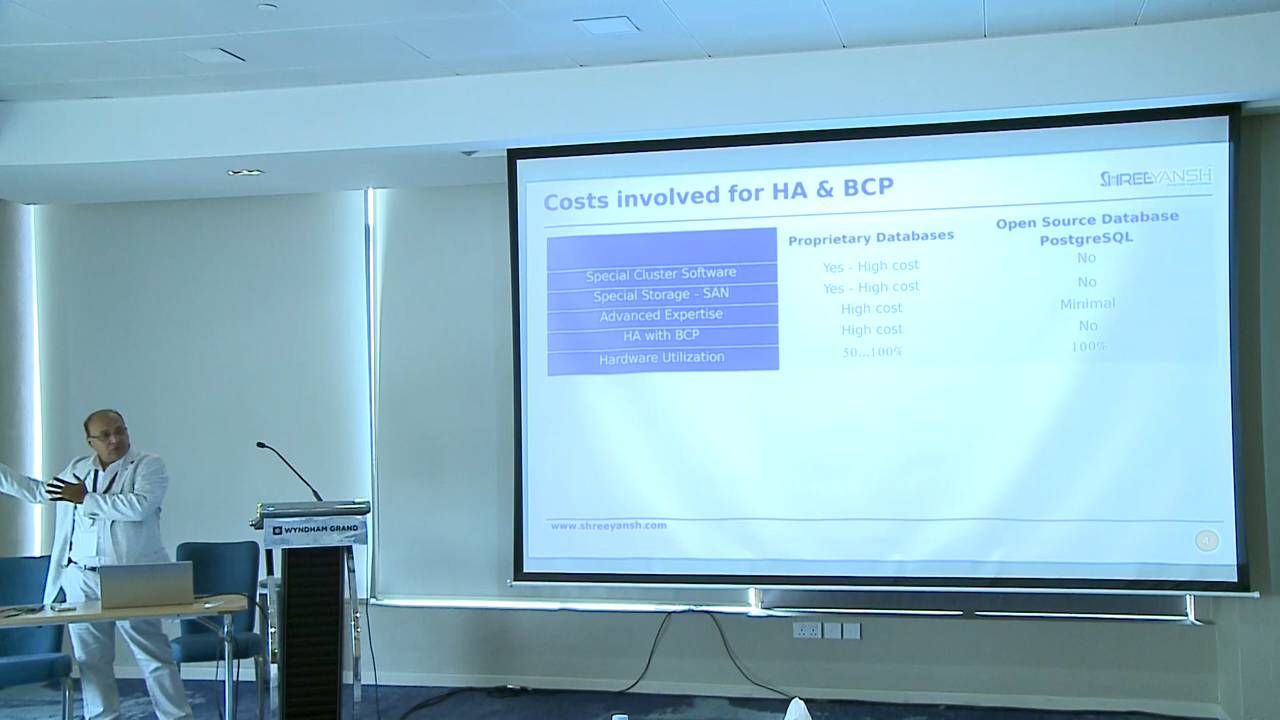 Costs involved for HA & BCP
SHREEYANSH
Proprietary Databases
Open Source Database
PostgreSQL
Special Cluster Software
Yes - High cost
No
Special Storage - SAN
Yes - High cost
No
Advanced Expertise
High cost
Minimal
HA with BCP
High cost
No
Hardware Utilization
50...100%
100%
www.shreeyansh.com
4
WYNDHAM GRAND